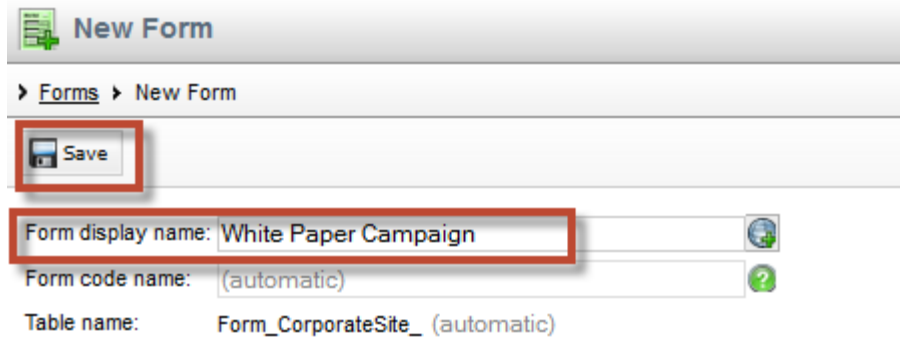 New Form
Forms New Form
Save
Form display name: White Paper Campaign
Form code name: (automatic)
Table name: Form_CorporateSite_ (automatic)